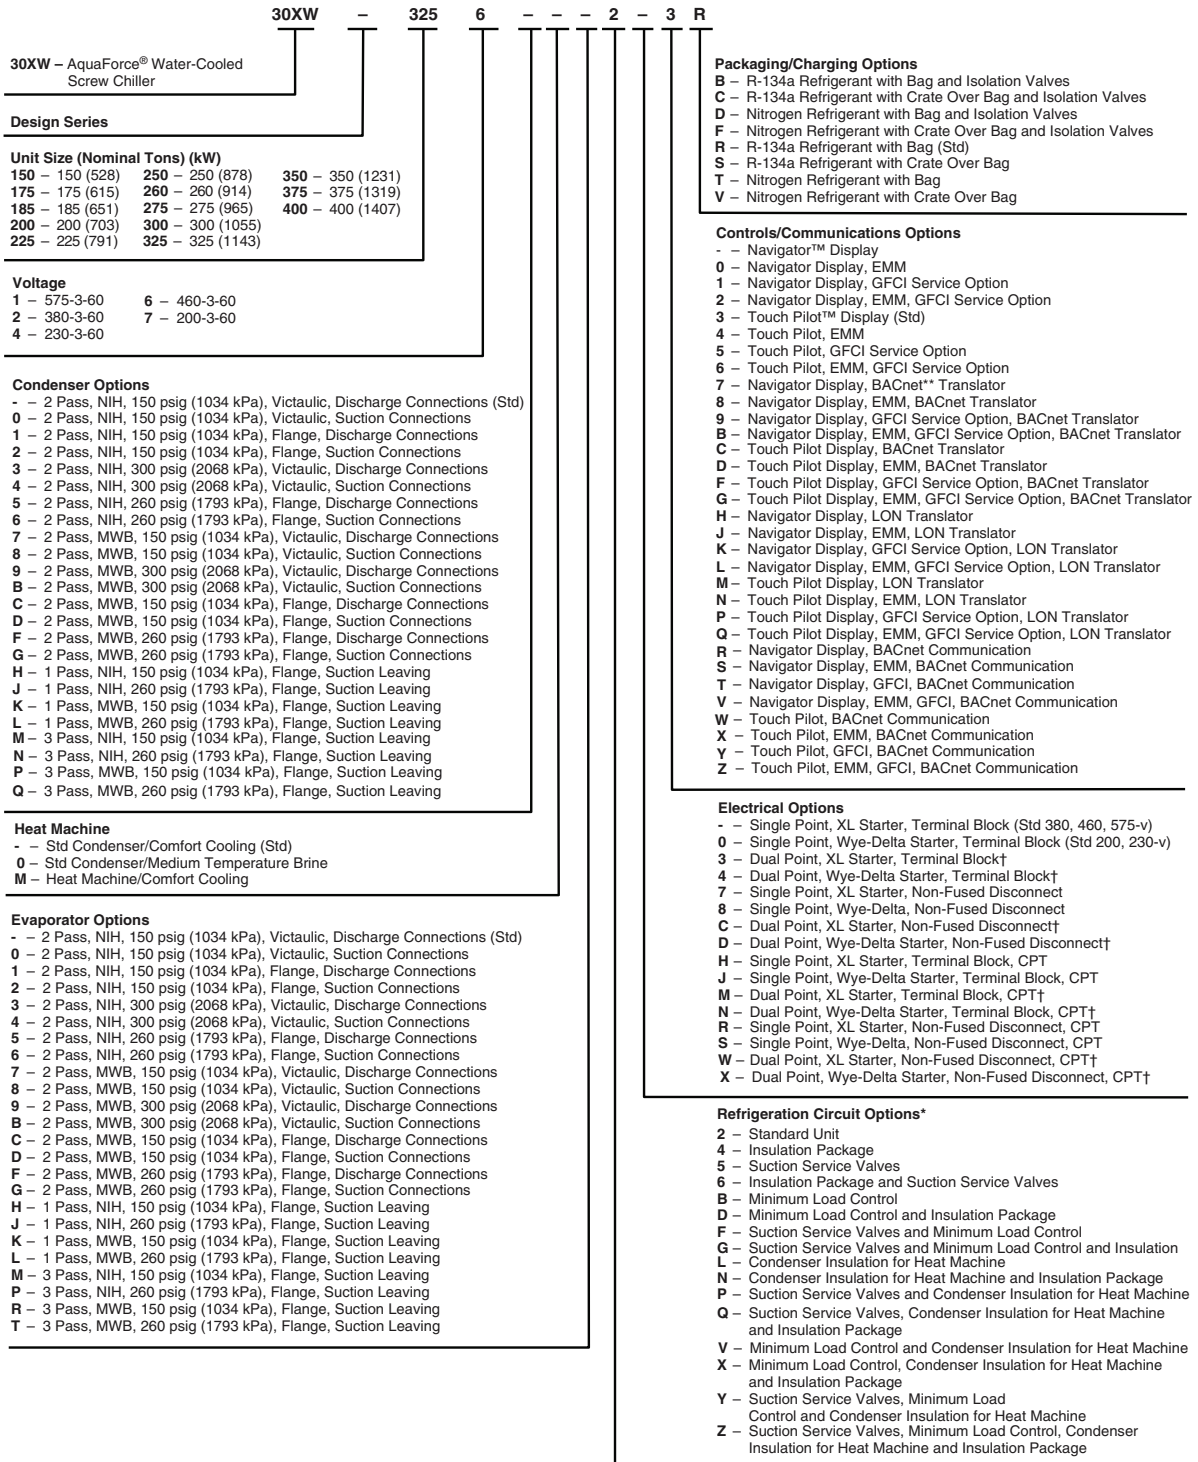 30XW – 325 6 – – – 2 – 3 R
30XW – AquaForce® Water-Cooled
Screw Chiller
Design Series
Unit Size (Nominal Tons) (kW)
150 – 150 (528) 250 – 250 (878) 350 – 350 (1231)
175 – 175 (615) 260 – 260 (914) 375 – 375 (1319)
185 – 185 (651) 275 – 275 (965) 400 – 400 (1407)
200 – 200 (703) 300 – 300 (1055)
225 – 225 (791) 325 – 325 (1143)
Voltage
1 – 575-3-60 6 – 460-3-60
2 – 380-3-60 7 – 200-3-60
4 – 230-3-60
Condenser Options
- – 2 Pass, NIH, 150 psig (1034 kPa), Victaulic, Discharge Connections (Std)
0 – 2 Pass, NIH, 150 psig (1034 kPa), Victaulic, Suction Connections
1 – 2 Pass, NIH, 150 psig (1034 kPa), Flange, Discharge Connections
2 – 2 Pass, NIH, 150 psig (1034 kPa), Flange, Suction Connections
3 – 2 Pass, NIH, 300 psig (2068 kPa), Victaulic, Discharge Connections
4 – 2 Pass, NIH, 300 psig (2068 kPa), Victaulic, Suction Connections
5 – 2 Pass, NIH, 260 psig (1793 kPa), Flange, Discharge Connections
6 – 2 Pass, NIH, 260 psig (1793 kPa), Flange, Suction Connections
7 – 2 Pass, MWB, 150 psig (1034 kPa), Victaulic, Discharge Connections
8 – 2 Pass, MWB, 150 psig (1034 kPa), Victaulic, Suction Connections
9 – 2 Pass, MWB, 300 psig (2068 kPa), Victaulic, Discharge Connections
B – 2 Pass, MWB, 300 psig (2068 kPa), Victaulic, Suction Connections
C – 2 Pass, MWB, 150 psig (1034 kPa), Flange, Discharge Connections
D – 2 Pass, MWB, 150 psig (1034 kPa), Flange, Suction Connections
F – 2 Pass, MWB, 260 psig (1793 kPa), Flange, Discharge Connections
G – 2 Pass, MWB, 260 psig (1793 kPa), Flange, Suction Connections
H – 1 Pass, NIH, 150 psig (1034 kPa), Flange, Suction Leaving
J – 1 Pass, NIH, 260 psig (1793 kPa), Flange, Suction Leaving
K – 1 Pass, MWB, 150 psig (1034 kPa), Flange, Suction Leaving
L – 1 Pass, MWB, 260 psig (1793 kPa), Flange, Suction Leaving
M – 3 Pass, NIH, 150 psig (1034 kPa), Flange, Suction Leaving
N – 3 Pass, NIH, 260 psig (1793 kPa), Flange, Suction Leaving
P – 3 Pass, MWB, 150 psig (1034 kPa), Flange, Suction Leaving
Q – 3 Pass, MWB, 260 psig (1793 kPa), Flange, Suction Leaving
Heat Machine
- – Std Condenser/Comfort Cooling (Std)
0 – Std Condenser/Medium Temperature Brine
M – Heat Machine/Comfort Cooling
Evaporator Options
- – 2 Pass, NIH, 150 psig (1034 kPa), Victaulic, Discharge Connections (Std)
0 – 2 Pass, NIH, 150 psig (1034 kPa), Victaulic, Suction Connections
1 – 2 Pass, NIH, 150 psig (1034 kPa), Flange, Discharge Connections
2 – 2 Pass, NIH, 150 psig (1034 kPa), Flange, Suction Connections
3 – 2 Pass, NIH, 300 psig (2068 kPa), Victaulic, Discharge Connections
4 – 2 Pass, NIH, 300 psig (2068 kPa), Victaulic, Suction Connections
5 – 2 Pass, NIH, 260 psig (1793 kPa), Flange, Discharge Connections
6 – 2 Pass, NIH, 260 psig (1793 kPa), Flange, Suction Connections
7 – 2 Pass, MWB, 150 psig (1034 kPa), Victaulic, Discharge Connections
8 – 2 Pass, MWB, 150 psig (1034 kPa), Victaulic, Suction Connections
9 – 2 Pass, MWB, 300 psig (2068 kPa), Victaulic, Discharge Connections
B – 2 Pass, MWB, 300 psig (2068 kPa), Victaulic, Suction Connections
C – 2 Pass, MWB, 150 psig (1034 kPa), Flange, Discharge Connections
D – 2 Pass, MWB, 150 psig (1034 kPa), Flange, Suction Connections
F – 2 Pass, MWB, 260 psig (1793 kPa), Flange, Discharge Connections
G – 2 Pass, MWB, 260 psig (1793 kPa), Flange, Suction Connections
H – 1 Pass, NIH, 150 psig (1034 kPa), Flange, Suction Leaving
J – 1 Pass, NIH, 260 psig (1793 kPa), Flange, Suction Leaving
K – 1 Pass, MWB, 150 psig (1034 kPa), Flange, Suction Leaving
L – 1 Pass, MWB, 260 psig (1793 kPa), Flange, Suction Leaving
M – 3 Pass, NIH, 150 psig (1034 kPa), Flange, Suction Leaving
P – 3 Pass, NIH, 260 psig (1793 kPa), Flange, Suction Leaving
R – 3 Pass, MWB, 150 psig (1034 kPa), Flange, Suction Leaving
T – 3 Pass, MWB, 260 psig (1793 kPa), Flange, Suction Leaving
Packaging/Charging Options
B – R-134a Refrigerant with Bag and Isolation Valves
C – R-134a Refrigerant with Crate Over Bag and Isolation Valves
D – Nitrogen Refrigerant with Bag and Isolation Valves
F – Nitrogen Refrigerant with Crate Over Bag and Isolation Valves
R – R-134a Refrigerant with Bag (Std)
S – R-134a Refrigerant with Crate Over Bag
T – Nitrogen Refrigerant with Bag
V – Nitrogen Refrigerant with Crate Over Bag
Controls/Communications Options
- – Navigator™ Display
0 – Navigator Display, EMM
1 – Navigator Display, GFCI Service Option
2 – Navigator Display, EMM, GFCI Service Option
3 – Touch Pilot™ Display (Std)
4 – Touch Pilot, EMM
5 – Touch Pilot, GFCI Service Option
6 – Touch Pilot, EMM, GFCI Service Option
7 – Navigator Display, BACnet** Translator
8 – Navigator Display, EMM, BACnet Translator
9 – Navigator Display, GFCI Service Option, BACnet Translator
B – Navigator Display, EMM, GFCI Service Option, BACnet Translator
C – Touch Pilot Display, BACnet Translator
D – Touch Pilot Display, EMM, BACnet Translator
F – Touch Pilot Display, GFCI Service Option, BACnet Translator
G – Touch Pilot Display, EMM, GFCI Service Option, BACnet Translator
H – Navigator Display, LON Translator
J – Navigator Display, EMM, LON Translator
K – Navigator Display, GFCI Service Option, LON Translator
L – Navigator Display, EMM, GFCI Service Option, LON Translator
M – Touch Pilot Display, LON Translator
N – Touch Pilot Display, EMM, LON Translator
P – Touch Pilot Display, GFCI Service Option, LON Translator
Q – Touch Pilot Display, EMM, GFCI Service Option, LON Translator
R – Navigator Display, BACnet Communication
S – Navigator Display, EMM, BACnet Communication
T – Navigator Display, GFCI, BACnet Communication
V – Navigator Display, EMM, GFCI, BACnet Communication
W – Touch Pilot, BACnet Communication
X – Touch Pilot, EMM, BACnet Communication
Y – Touch Pilot, GFCI, BACnet Communication
Z – Touch Pilot, EMM, GFCI, BACnet Communication
Electrical Options
- – Single Point, XL Starter, Terminal Block (Std 380, 460, 575-v)
0 – Single Point, Wye-Delta Starter, Terminal Block (Std 200, 230-v)
3 – Dual Point, XL Starter, Terminal Block†
4 – Dual Point, Wye-Delta Starter, Terminal Block†
7 – Single Point, XL Starter, Non-Fused Disconnect
8 – Single Point, Wye-Delta, Non-Fused Disconnect
C – Dual Point, XL Starter, Non-Fused Disconnect†
D – Dual Point, Wye-Delta Starter, Non-Fused Disconnect†
H – Single Point, XL Starter, Terminal Block, CPT
J – Single Point, Wye-Delta Starter, Terminal Block, CPT
M – Dual Point, XL Starter, Terminal Block, CPT†
N – Dual Point, Wye-Delta Starter, Terminal Block, CPT†
R – Single Point, XL Starter, Non-Fused Disconnect, CPT
S – Single Point, Wye-Delta, Non-Fused Disconnect, CPT
W – Dual Point, XL Starter, Non-Fused Disconnect, CPT†
X – Dual Point, Wye-Delta Starter, Non-Fused Disconnect, CPT†
Refrigeration Circuit Options*
2 – Standard Unit
4 – Insulation Package
5 – Suction Service Valves
6 – Insulation Package and Suction Service Valves
B – Minimum Load Control
D – Minimum Load Control and Insulation Package
F – Suction Service Valves and Minimum Load Control
G – Suction Service Valves and Minimum Load Control and Insulation
L – Condenser Insulation for Heat Machine
N – Condenser Insulation for Heat Machine and Insulation Package
P – Suction Service Valves and Condenser Insulation for Heat Machine
Q – Suction Service Valves, Condenser Insulation for Heat Machine
and Insulation Package
V – Minimum Load Control and Condenser Insulation for Heat Machine
X – Minimum Load Control, Condenser Insulation for Heat Machine
and Insulation Package
Y – Suction Service Valves, Minimum Load
Control and Condenser Insulation for Heat Machine
Z – Suction Service Valves, Minimum Load Control, Condenser
Insulation for Heat Machine and Insulation Package